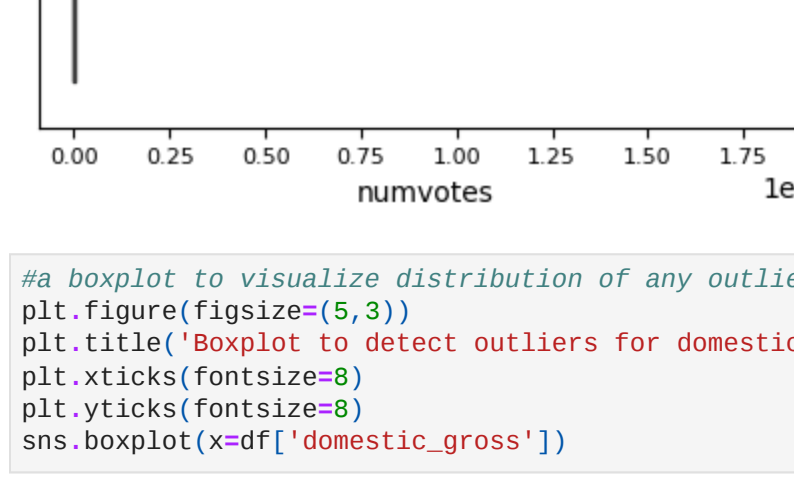 0.00 0.25 0.50 0.75 1.00 1.25 1.50 1.75
numvotes 1e
#a boxplot to visualize distribution of any
plt.figure(figsize=(5,3))
plt.title('Boxplot to detect outliers for domestic
plt.xticks(fontsize=8)
plt.yticks(fontsize=8)
sns.boxplot(x=df['domestic_gross'])